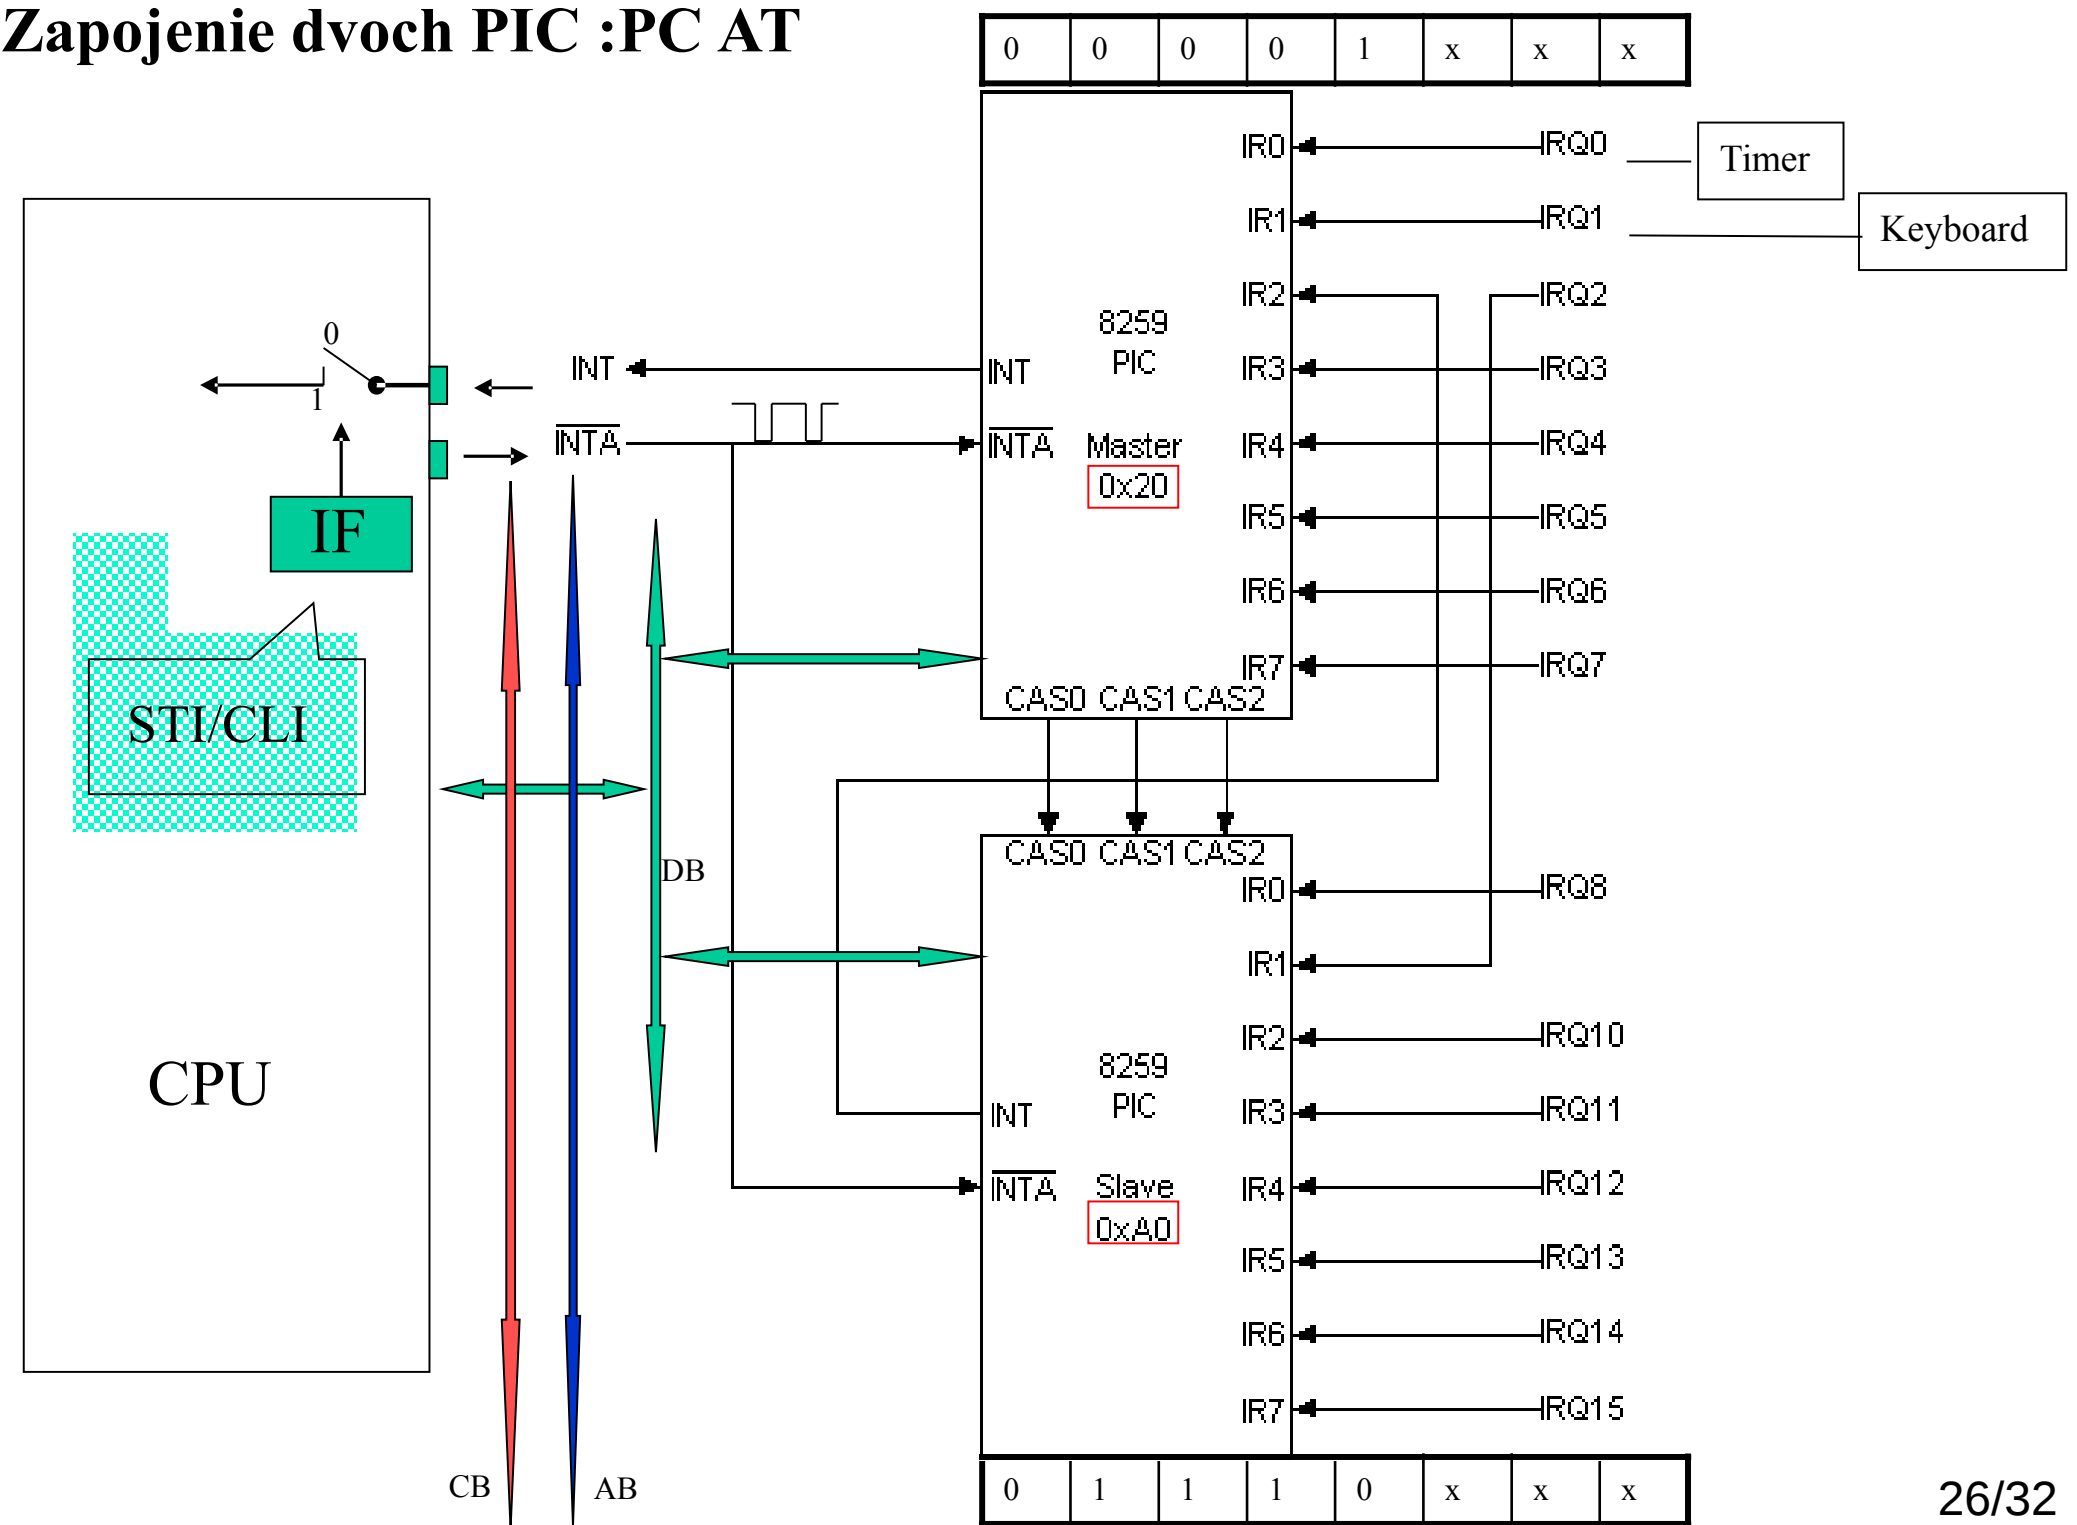 Zapojenie dvoch PIC :PC AT
0 0 0 0 1 x x x
IR0 IRQ0
Timer
IR1 IRQ1
Keyboard
IR2 IRQ2
8259
PIC
INT
INT
IR3 IRQ3
0
1
INTA
INTA
Master
0x20
IR4 IRQ4
IF
IR5 IRQ5
IR6 IRQ6
IR7 IRQ7
CAS0 CAS1 CAS2
STI/CLI
DB
CAS0 CAS1 CAS2
IR0 IRQ8
IR1
IR2 IRQ10
8259
PIC
CPU
INT
IR3 IRQ11
INTA
Slave
0xA0
IR4 IRQ12
IR5 IRQ13
IR6 IRQ14
IR7 IRQ15
CB
AB
0 1 1 1 0 x x x
26/32